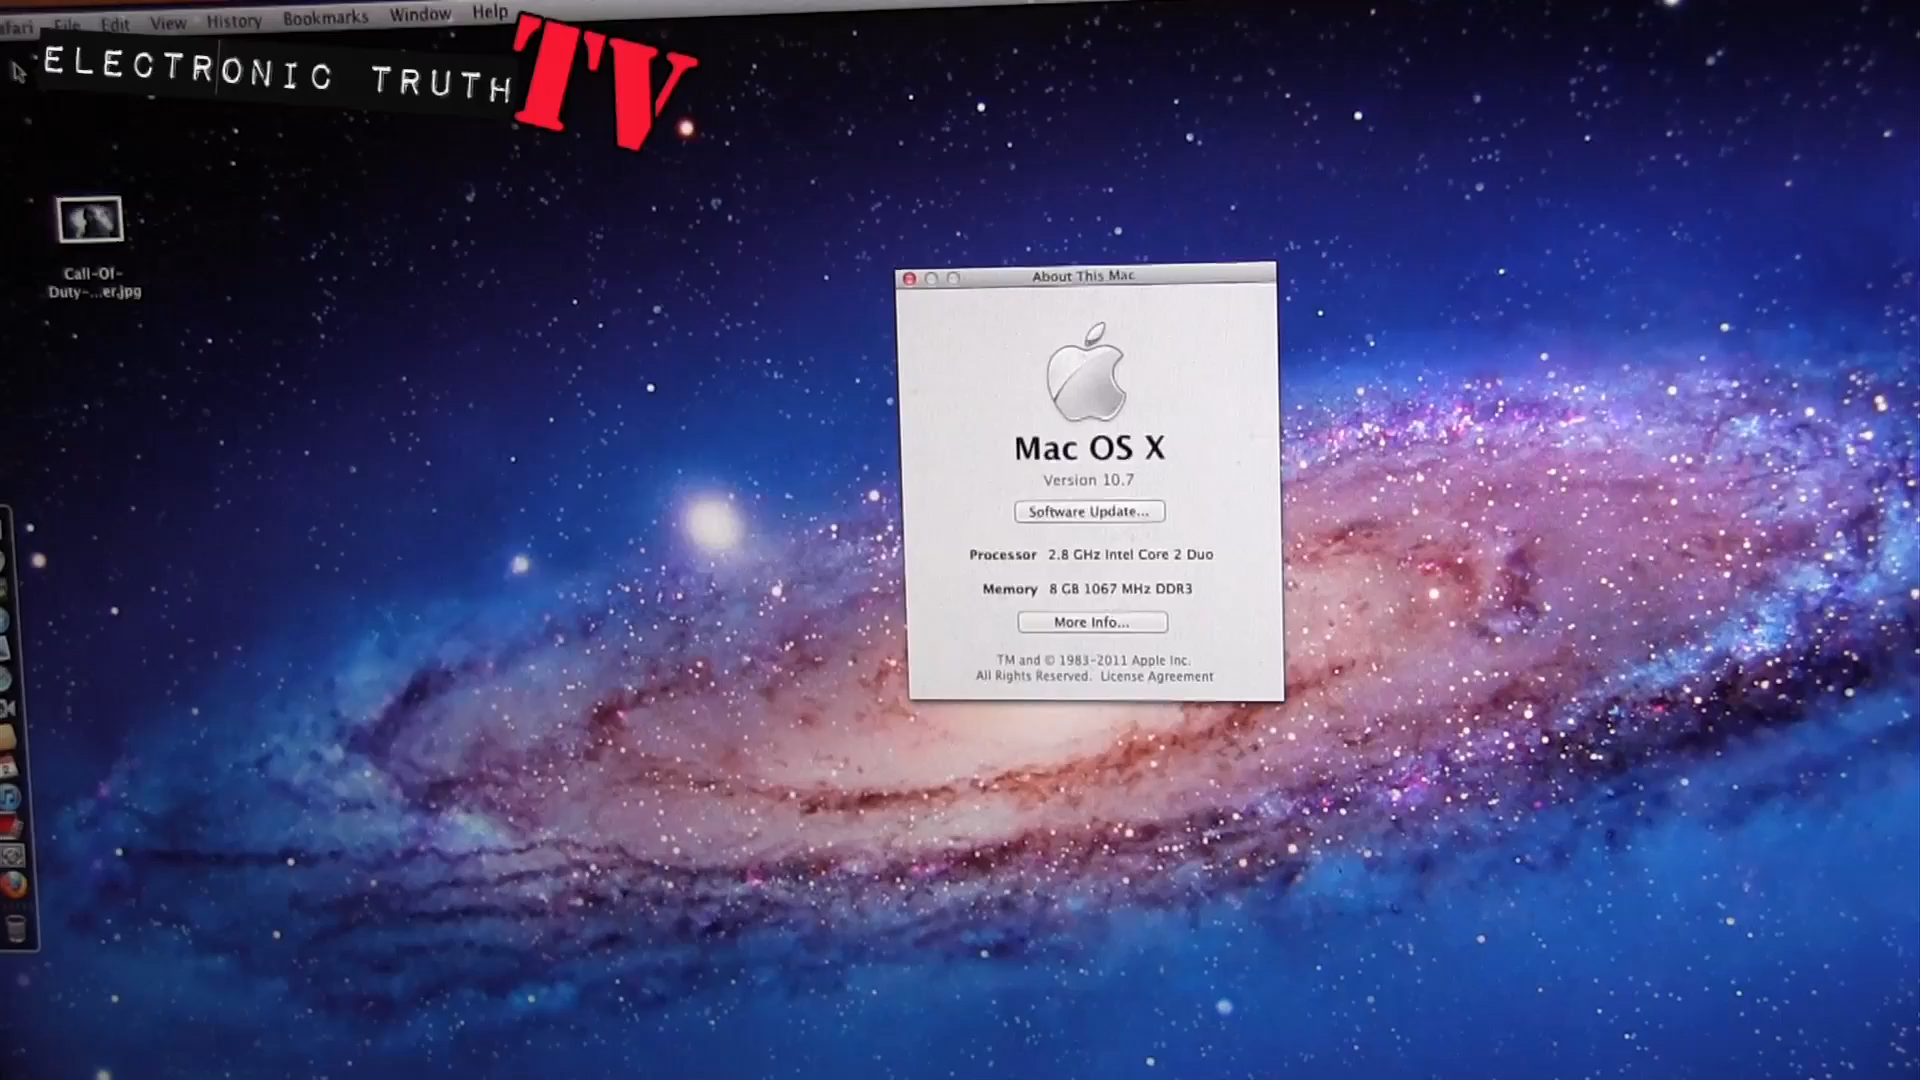 File Edit View History Bookmarks Window Help
ELECTRONIC TRUTH TV
Call-Of-
Duty-...er.jpg
About This Mac
Mac OS X
Version 10.7
Software Update...
Processor 2.8 GHz Intel Core 2 Duo
Memory 8 GB 1067 MHz DDR3
More Info...
TM and © 1983-2011 Apple Inc.
All Rights Reserved. License Agreement